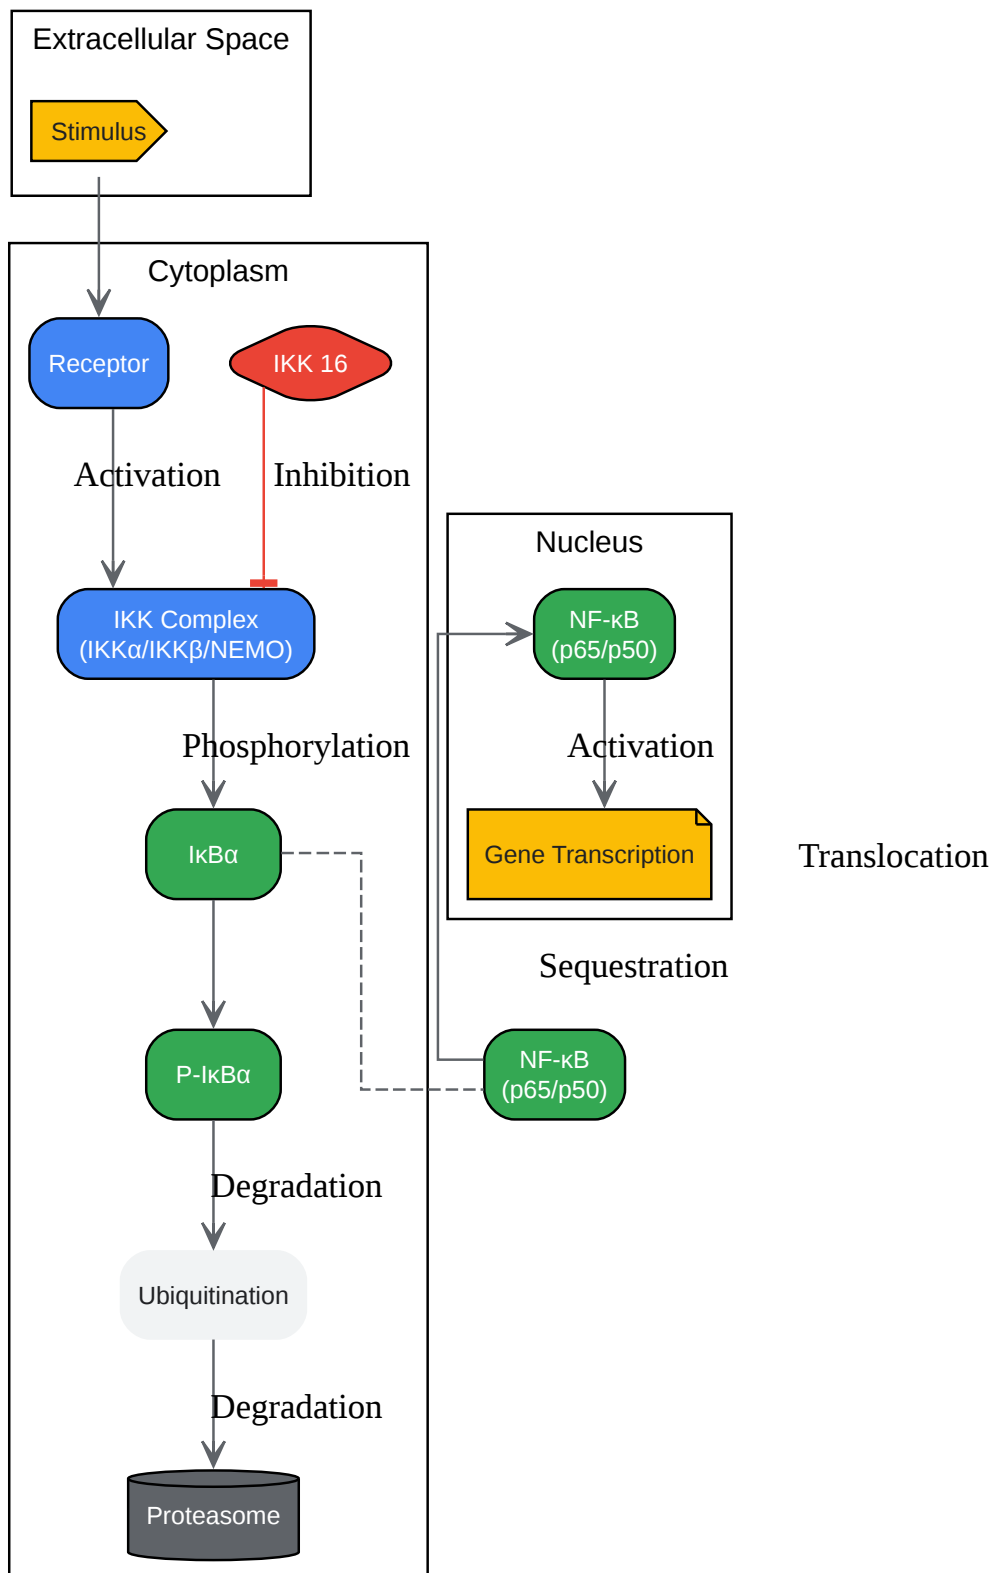 Extracellular Space
Stimulus
Cytoplasm
Receptor
IKK 16
Activation
Inhibition
IKK Complex
(IKKα/IKKβ/NEMO)
Phosphorylation
IκBα
P-IκBα
Degradation
Ubiquitination
Degradation
Proteasome
Nucleus
NF-κB
(p65/p50)
Activation
Gene Transcription
Translocation
Sequestration
NF-κB
(p65/p50)